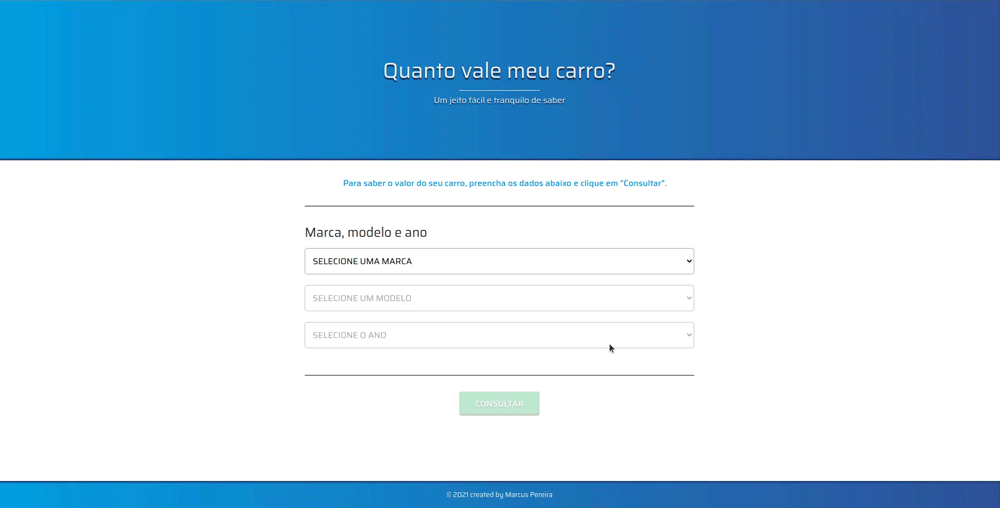 Quanto vale meu carro?
Um jeito fácil e tranquilo de saber
Para saber o valor do seu carro, preencha os dados abaixo e clique em "Consultar".
Marca, modelo e ano
SELECIONE UMA MARCA
SELECIONE UM MODELO
SELECIONE O ANO
CONSULTAR
© 2021 created by Marcus Pereira